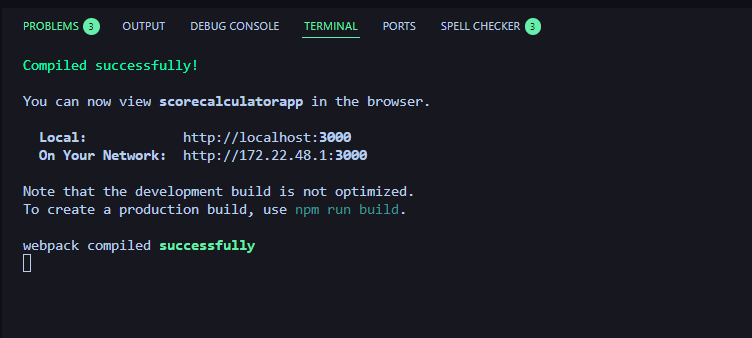 PROBLEMS 3 OUTPUT DEBUG CONSOLE TERMINAL PORTS SPELL CHECKER 3
Compiled successfully!
You can now view scorecalculatorapp in the browser.
Local: http://localhost:3000
On Your Network: http://172.22.48.1:3000
Note that the development build is not optimized.
To create a production build, use npm run build.
webpack compiled successfully